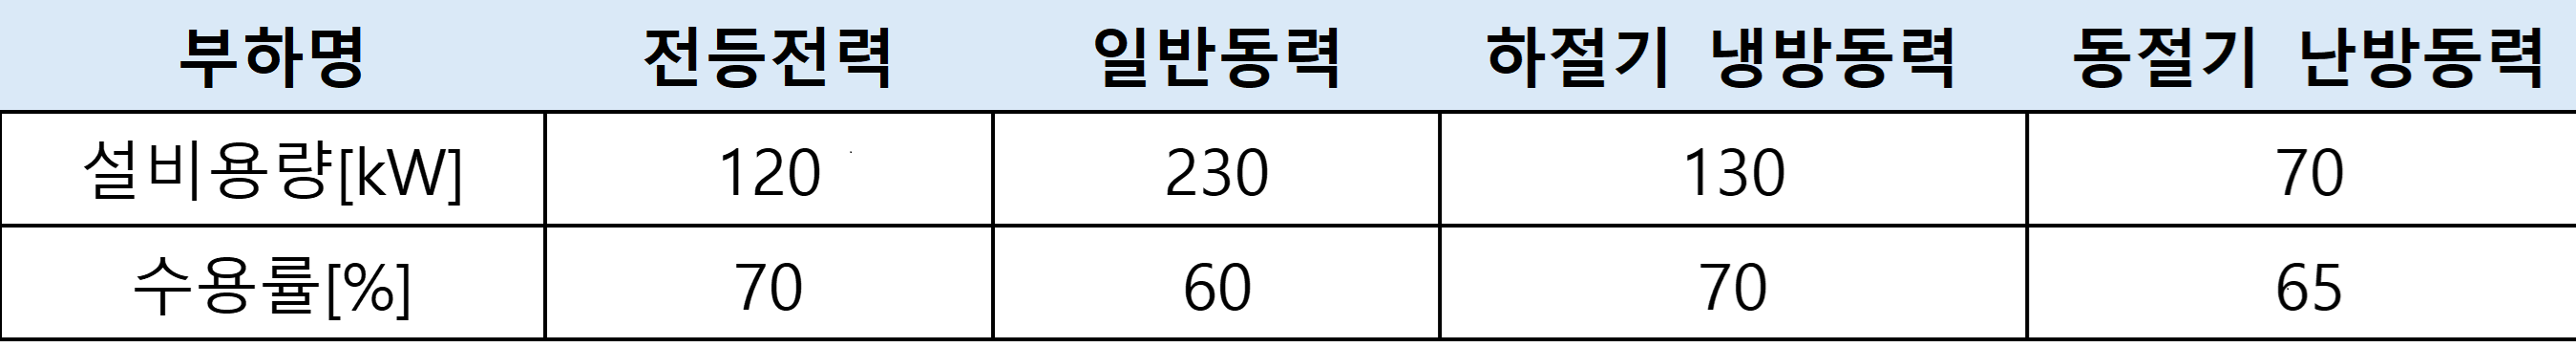 부하명 전등전력 일반동력 하절기 냉방동력 동절기 난방동력
설비용량[kW] 120 230 130 70
수용률[%] 70 60 70 65